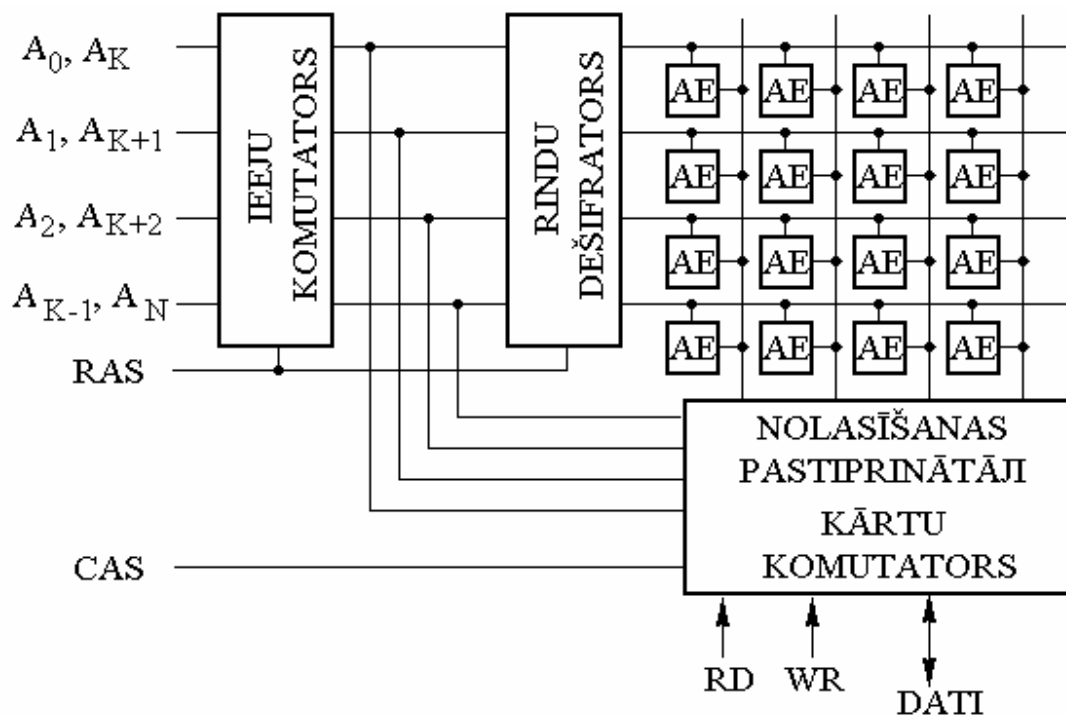 A0, AK
A1, AK+1
A2, AK+2
AK-1, AN
RAS
CAS
IEEJU
KOMUTATORS
RINDU
DEŠIFRATORS
AE AE AE AE
AE AE AE AE
AE AE AE AE
AE AE AE AE
NOLASĪŠANAS
PASTIPRINĀTĀJI
KĀRTU
KOMUTATORS
RD WR
DATI